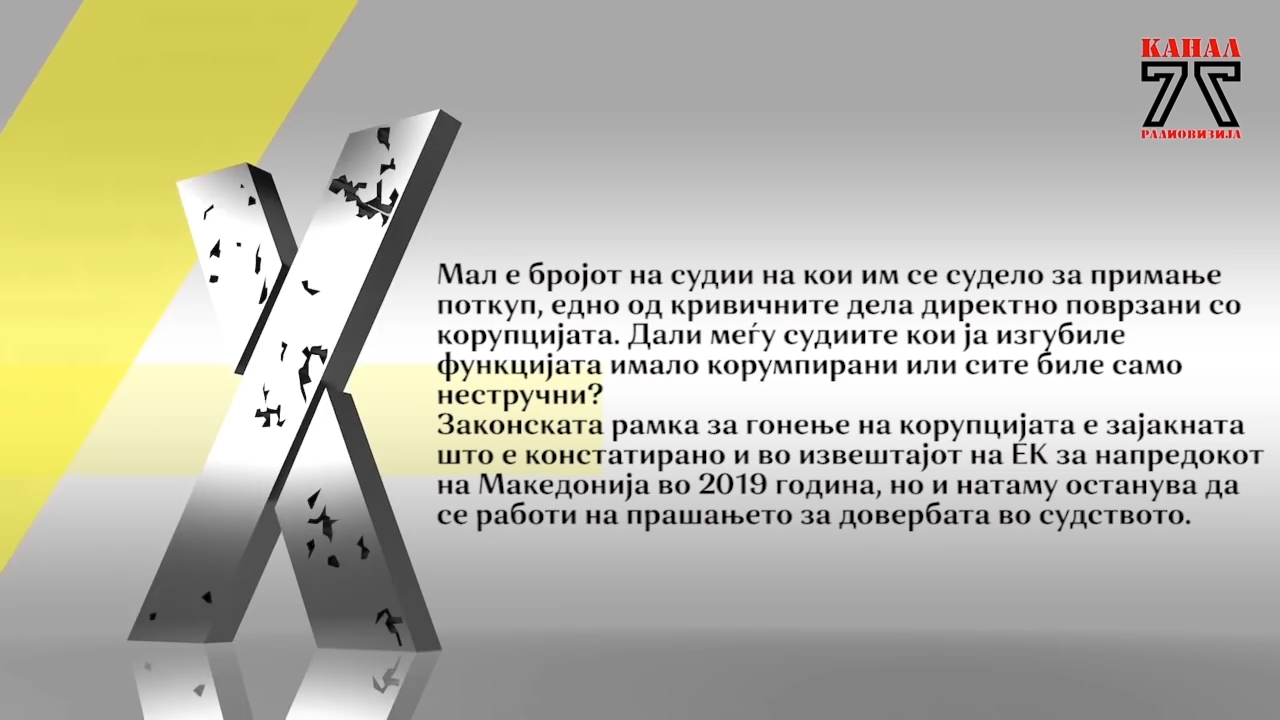 КАНАЛ
77
РАДИОВИЗИЈА
Мал е бројот на судии на кои им се судело за примање
поткуп, едно од кривичните дела директно поврзани со
корупцијата. Дали меѓу судиите кои ја изгубиле
функцијата имало корумпирани или сите биле само
нестручни?
Законската рамка за гонење на корупцијата е зајакната
што е констатирано и во извештајот на ЕК за напредокот
на Македонија во 2019 година, но и натаму останува да
се работи на прашањето за довербата во судството.